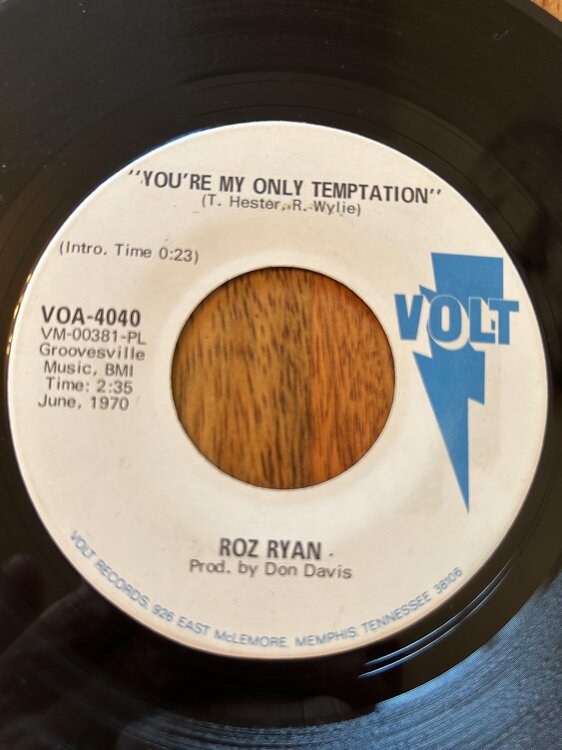 "YOU'RE MY ONLY TEMPTATION"
(T. Hester, R. Wylie)
(Intro. Time 0:23)
VOA-4040
VM-00381-PL
Groovesville
Music, BMI
Time: 2:35
June, 1970
VOLT
ROZ RYAN
Prod. by Don Davis
VOLT RECORDS, 926 EAST McLEMORE, MEMPHIS, TENNESSEE 38106